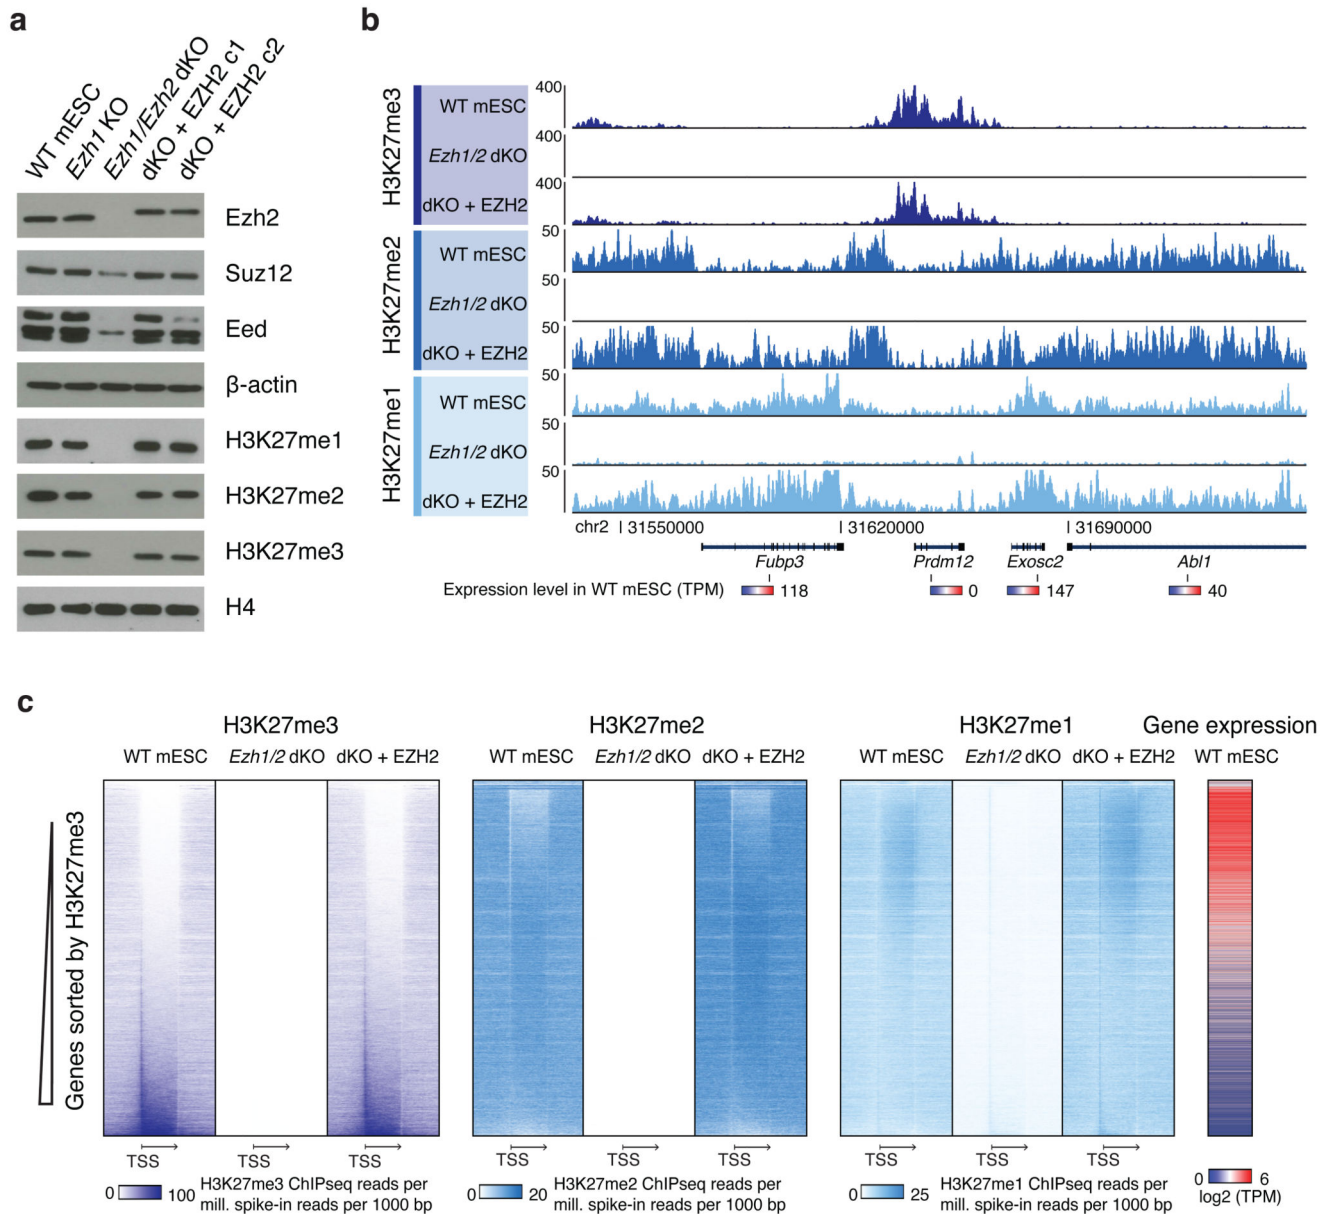 a
WT mESC
Ezh1 KO
Ezh1/Ezh2 dKO
dKO + EZH2 c1
dKO + EZH2 c2
Ezh2
Suz12
Eed
β-actin
H3K27me1
H3K27me2
H3K27me3
H4
b
H3K27me3
400
WT mESC
400
Ezh1/2 dKO
400
dKO + EZH2
H3K27me2
50
WT mESC
50
Ezh1/2 dKO
50
dKO + EZH2
H3K27me1
50
WT mESC
50
Ezh1/2 dKO
50
dKO + EZH2
chr2 31550000 31620000 31690000
Fubp3 Prdm12 Exosc2 Abl1
Expression level in WT mESC (TPM) 118 0 147 40
c
H3K27me3 H3K27me2 H3K27me1 Gene expression
WT mESC Ezh1/2 dKO dKO + EZH2 WT mESC Ezh1/2 dKO dKO + EZH2 WT mESC Ezh1/2 dKO dKO + EZH2 WT mESC
Genes sorted by H3K27me3
TSS TSS TSS TSS TSS TSS TSS TSS TSS
0 100 H3K27me3 ChIPseq reads per
mill. spike-in reads per 1000 bp
0 20 H3K27me2 ChIPseq reads per
mill. spike-in reads per 1000 bp
0 25 H3K27me1 ChIPseq reads per
mill. spike-in reads per 1000 bp
0 6
log2 (TPM)